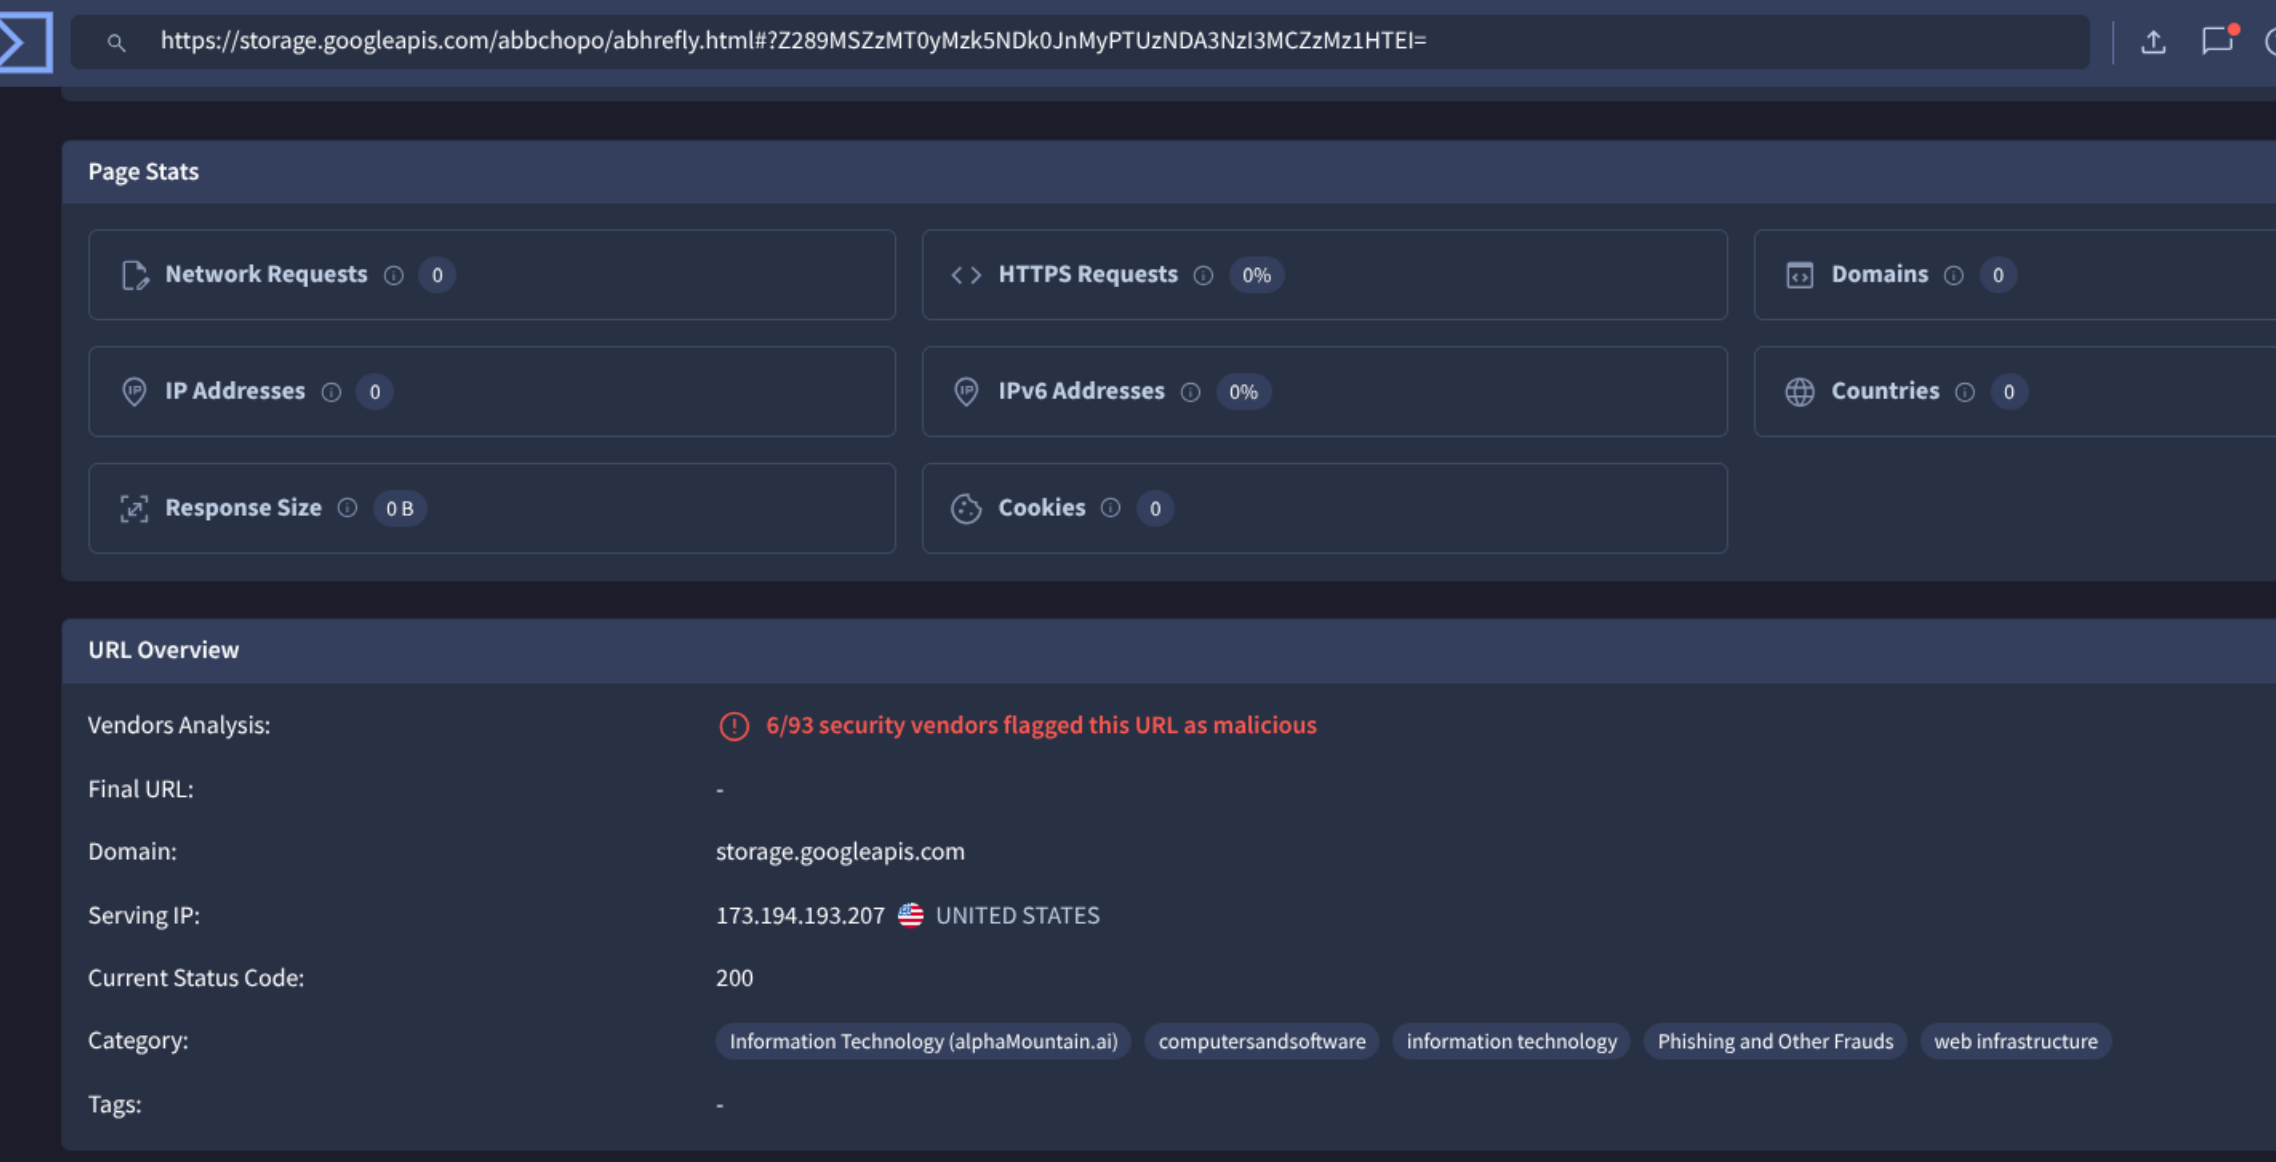 https://storage.googleapis.com/abbchopo/abhrefly.html#?Z289MSZzMT0yMzk5NDk0JnMyPTUzNDA3NzI3MCZzMz1HTEI=
Page Stats
Network Requests 0
HTTPS Requests 0%
Domains 0
IP Addresses 0
IPv6 Addresses 0%
Countries 0
Response Size 0 B
Cookies 0
URL Overview
Vendors Analysis: 6/93 security vendors flagged this URL as malicious
Final URL: -
Domain: storage.googleapis.com
Serving IP: 173.194.193.207 UNITED STATES
Current Status Code: 200
Category: Information Technology (alphaMountain.ai) computersandsoftware information technology Phishing and Other Frauds web infrastructure
Tags: -